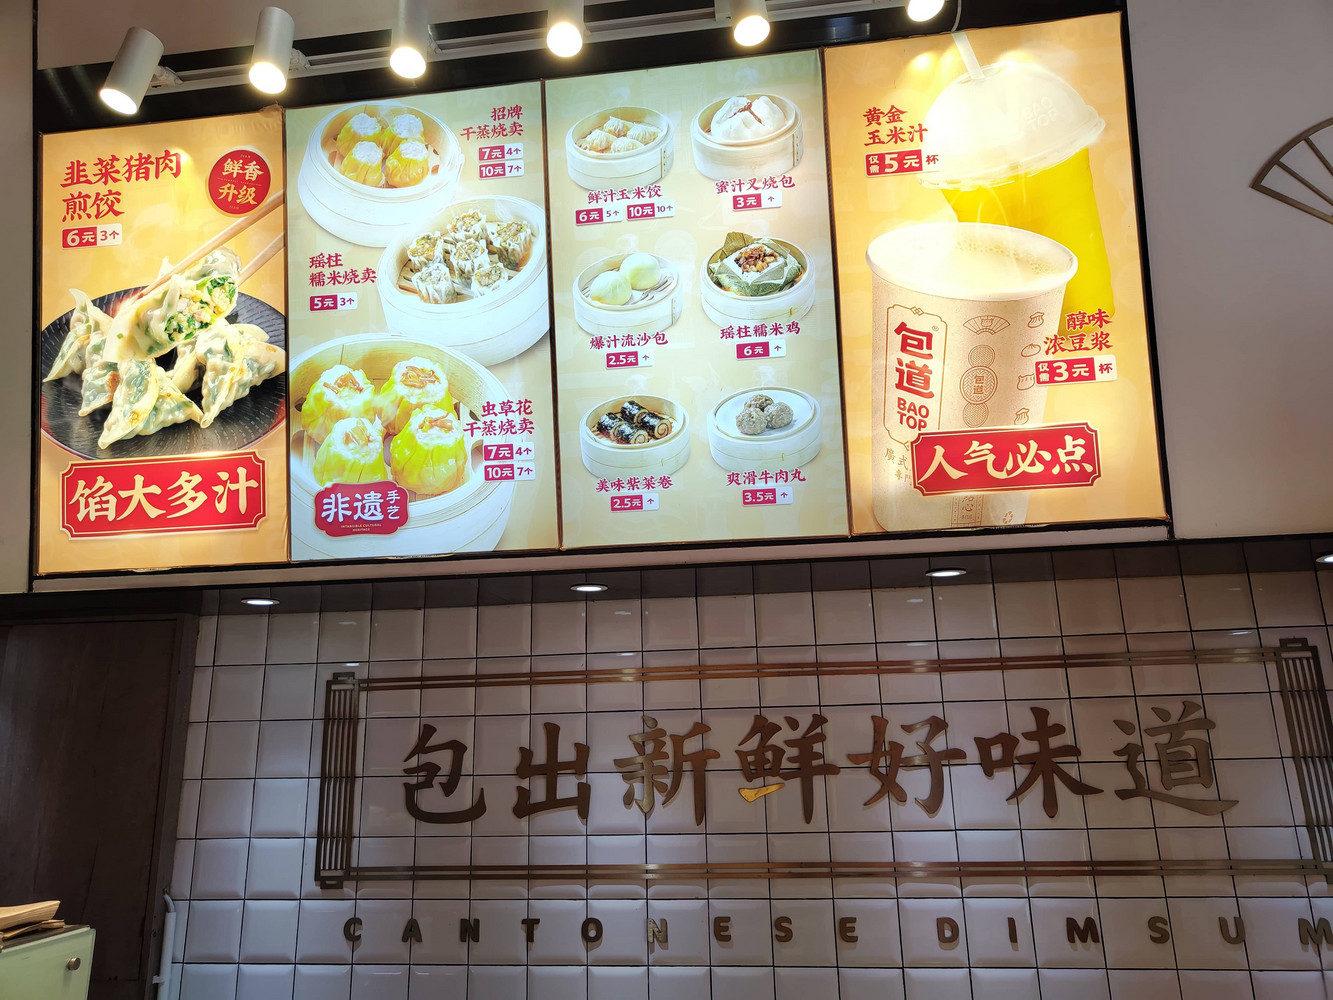 韭菜猪肉
煎饺
6元 3个
鲜香
升级
馅大多汁
招牌
干蒸烧卖
7元 4个
10元 7个
瑶柱
糯米烧卖
5元 3个
虫草花
干蒸烧卖
7元 4个
10元 7个
非遗手艺
鲜汁玉米饺
6元 5个 10元 10个
蜜汁叉烧包
3元 个
爆汁流沙包
2.5元 个
瑶柱糯米鸡
6元 个
美味紫菜卷
2.5元 个
爽滑牛肉丸
3.5元 个
黄金
玉米汁
仅需5元 杯
BAO
TOP
醇味
浓豆浆
仅需3元 杯
包道
BAO
TOP
包道
人气必点
包出新鲜好味道
CANTONESE DIM SUM